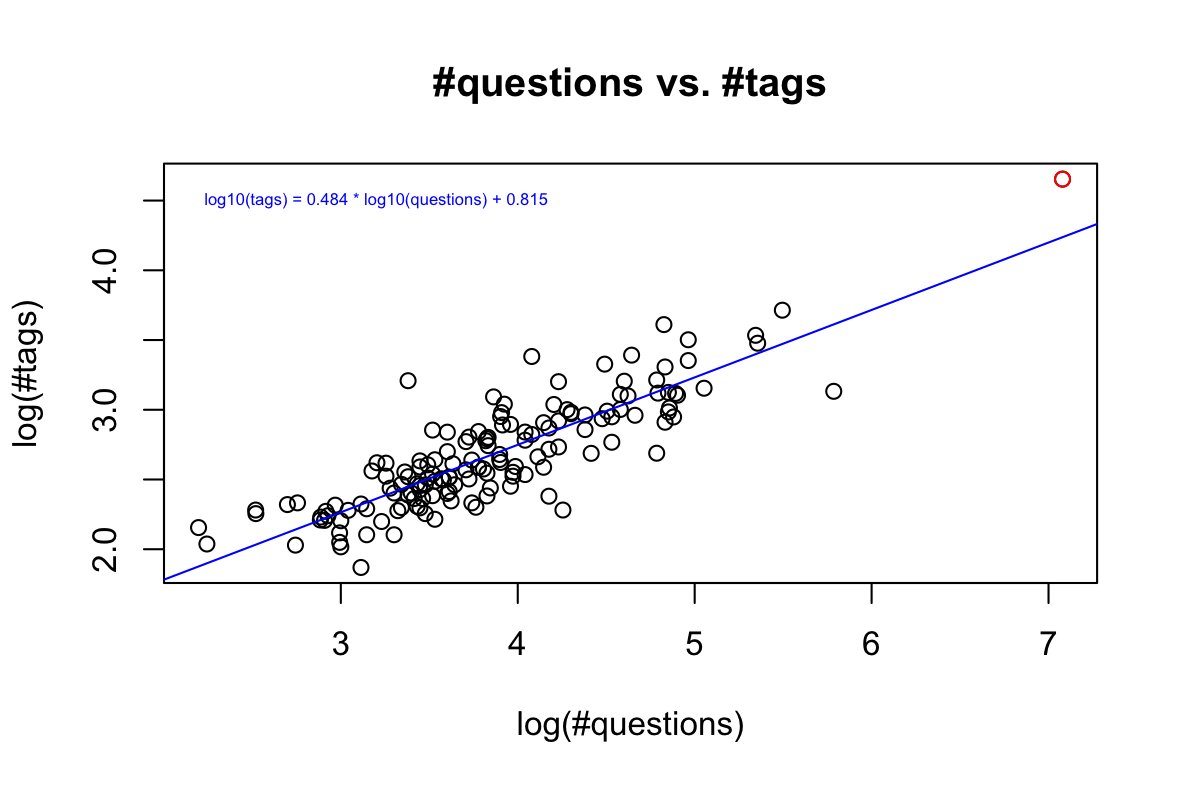 #questions vs. #tags
log10(tags) = 0.484 * log10(questions) + 0.815
log(#tags)
4.0
3.0
2.0
3 4 5 6 7
log(#questions)